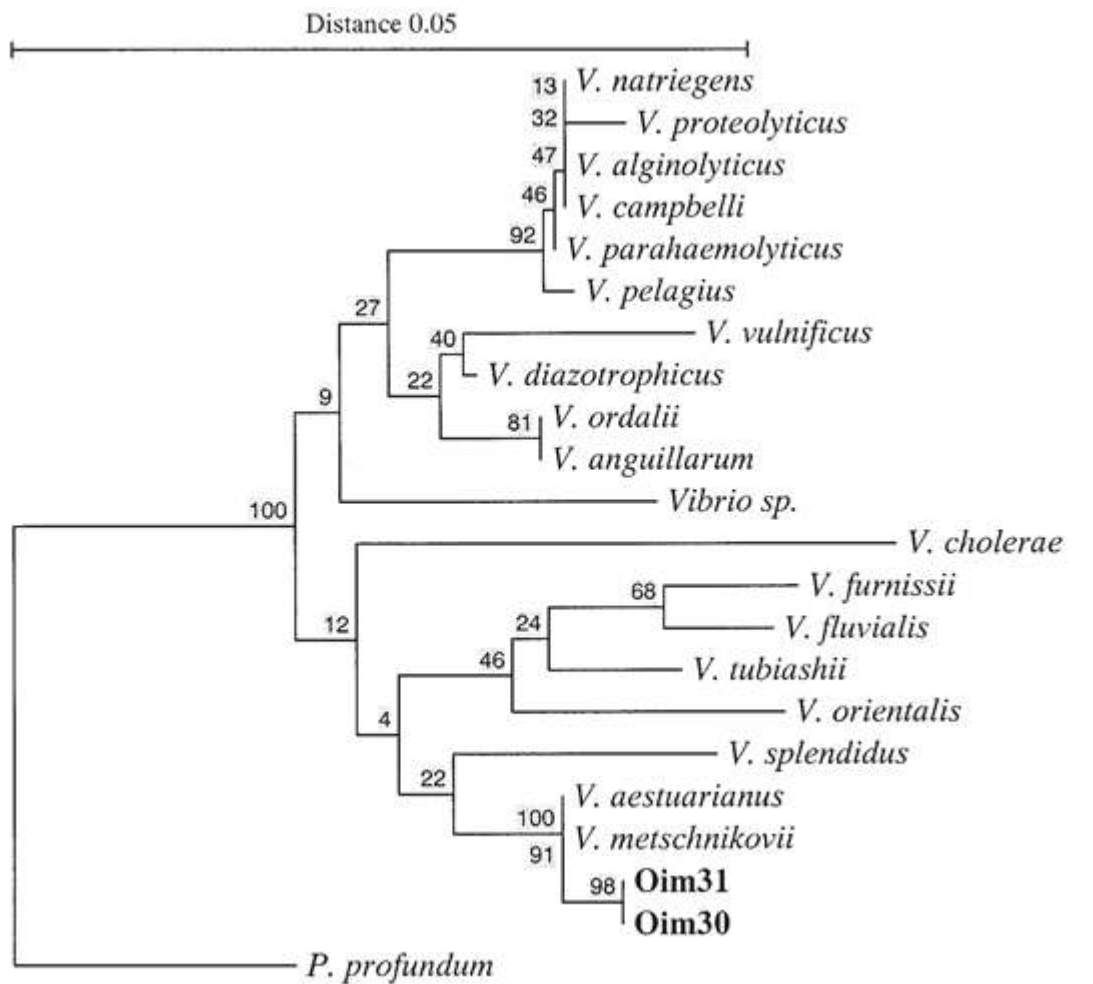 Distance 0.05
13 V. natriegens
32 V. proteolyticus
47 V. alginolyticus
V. campbelli
46
92 V. parahaemolyticus
V. pelagius
27
V. vulnificus
40
22 V. diazotrophicus
9
81 V. ordalii
V. anguillarum
Vibrio sp.
100
V. cholerae
68 V. furnissii
12 24 V. fluvialis
46 V. tubiashii
V. orientalis
4
V. splendidus
22
V. aestuarianus
100
V. metschnikovii
91
98 Oim31
Oim30
P. profundum